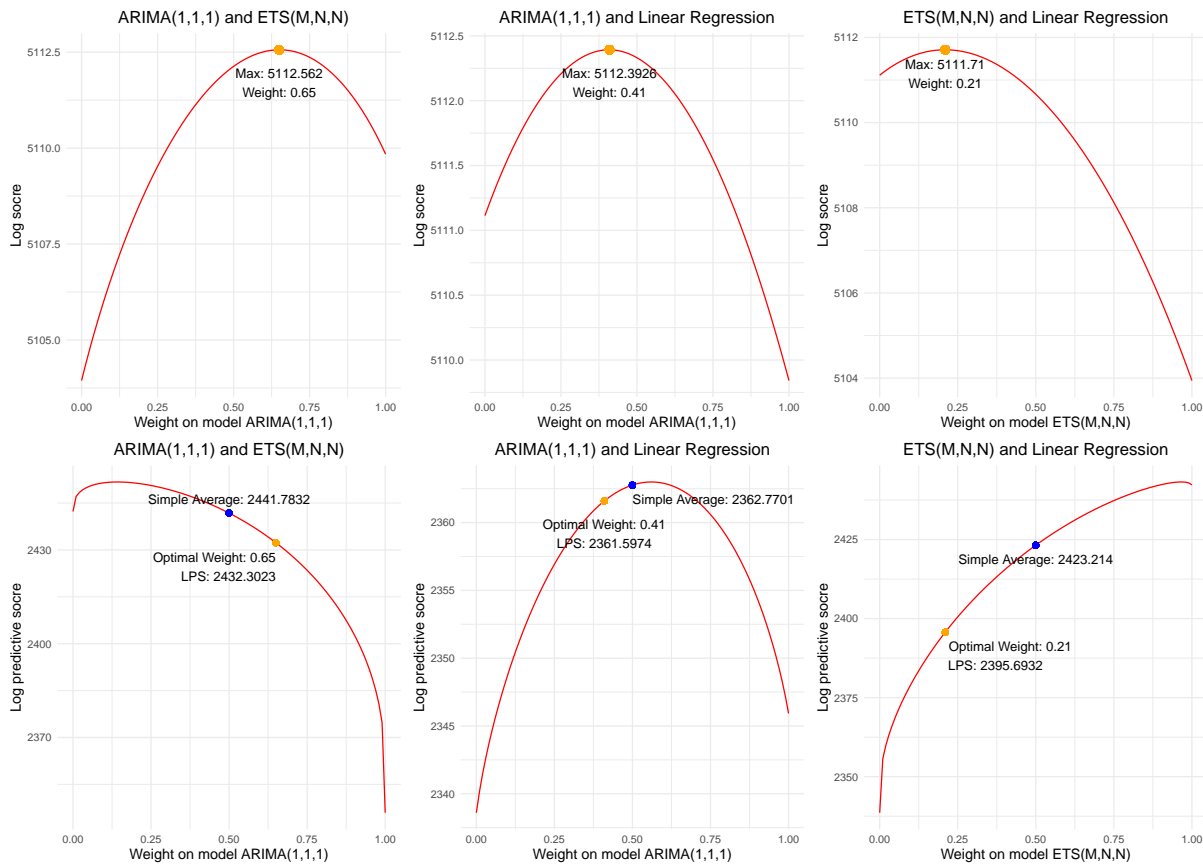 ARIMA(1,1,1) and ETS(M,N,N)
5112.5
5110.0
5107.5
5105.0
Log socre
Max: 5112.562
Weight: 0.65
0.00 0.25 0.50 0.75 1.00
Weight on model ARIMA(1,1,1)
ARIMA(1,1,1) and Linear Regression
5112.5
5112.0
5111.5
5111.0
5110.5
5110.0
Log socre
Max: 5112.3926
Weight: 0.41
0.00 0.25 0.50 0.75 1.00
Weight on model ARIMA(1,1,1)
ETS(M,N,N) and Linear Regression
5112
5110
5108
5106
5104
Log socre
Max: 5111.71
Weight: 0.21
0.00 0.25 0.50 0.75 1.00
Weight on model ETS(M,N,N)
ARIMA(1,1,1) and ETS(M,N,N)
2430
2400
2370
Log predictive socre
Simple Average: 2441.7832
Optimal Weight: 0.65
LPS: 2432.3023
0.00 0.25 0.50 0.75 1.00
Weight on model ARIMA(1,1,1)
ARIMA(1,1,1) and Linear Regression
2360
2355
2350
2345
2340
Log predictive socre
Simple Average: 2362.7701
Optimal Weight: 0.41
LPS: 2361.5974
0.00 0.25 0.50 0.75 1.00
Weight on model ARIMA(1,1,1)
ETS(M,N,N) and Linear Regression
2425
2400
2375
2350
Log predictive socre
Simple Average: 2423.214
Optimal Weight: 0.21
LPS: 2395.6932
0.00 0.25 0.50 0.75 1.00
Weight on model ETS(M,N,N)